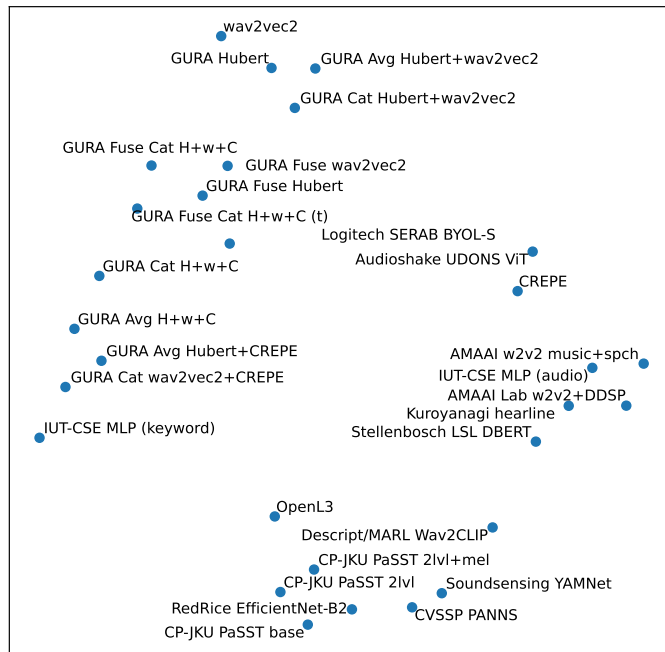 wav2vec2
GURA Hubert
GURA Avg Hubert+wav2vec2
GURA Cat Hubert+wav2vec2
GURA Fuse Cat H+w+C
GURA Fuse wav2vec2
GURA Fuse Hubert
GURA Fuse Cat H+w+C (t)
Logitech SERAB BYOL-S
Audioshake UDONS ViT
GURA Cat H+w+C
CREPE
GURA Avg H+w+C
GURA Avg Hubert+CREPE
AMAAI w2v2 music+spch
IUT-CSE MLP (audio)
GURA Cat wav2vec2+CREPE
AMAAI Lab w2v2+DDSP
Kuroyanagi hearline
IUT-CSE MLP (keyword)
Stellenbosch LSL DBERT
OpenL3
Descript/MARL Wav2CLIP
CP-JKU PaSST 2lvl+mel
CP-JKU PaSST 2lvl
Soundsensing YAMNet
RedRice EfficientNet-B2
CVSSP PANNS
CP-JKU PaSST base